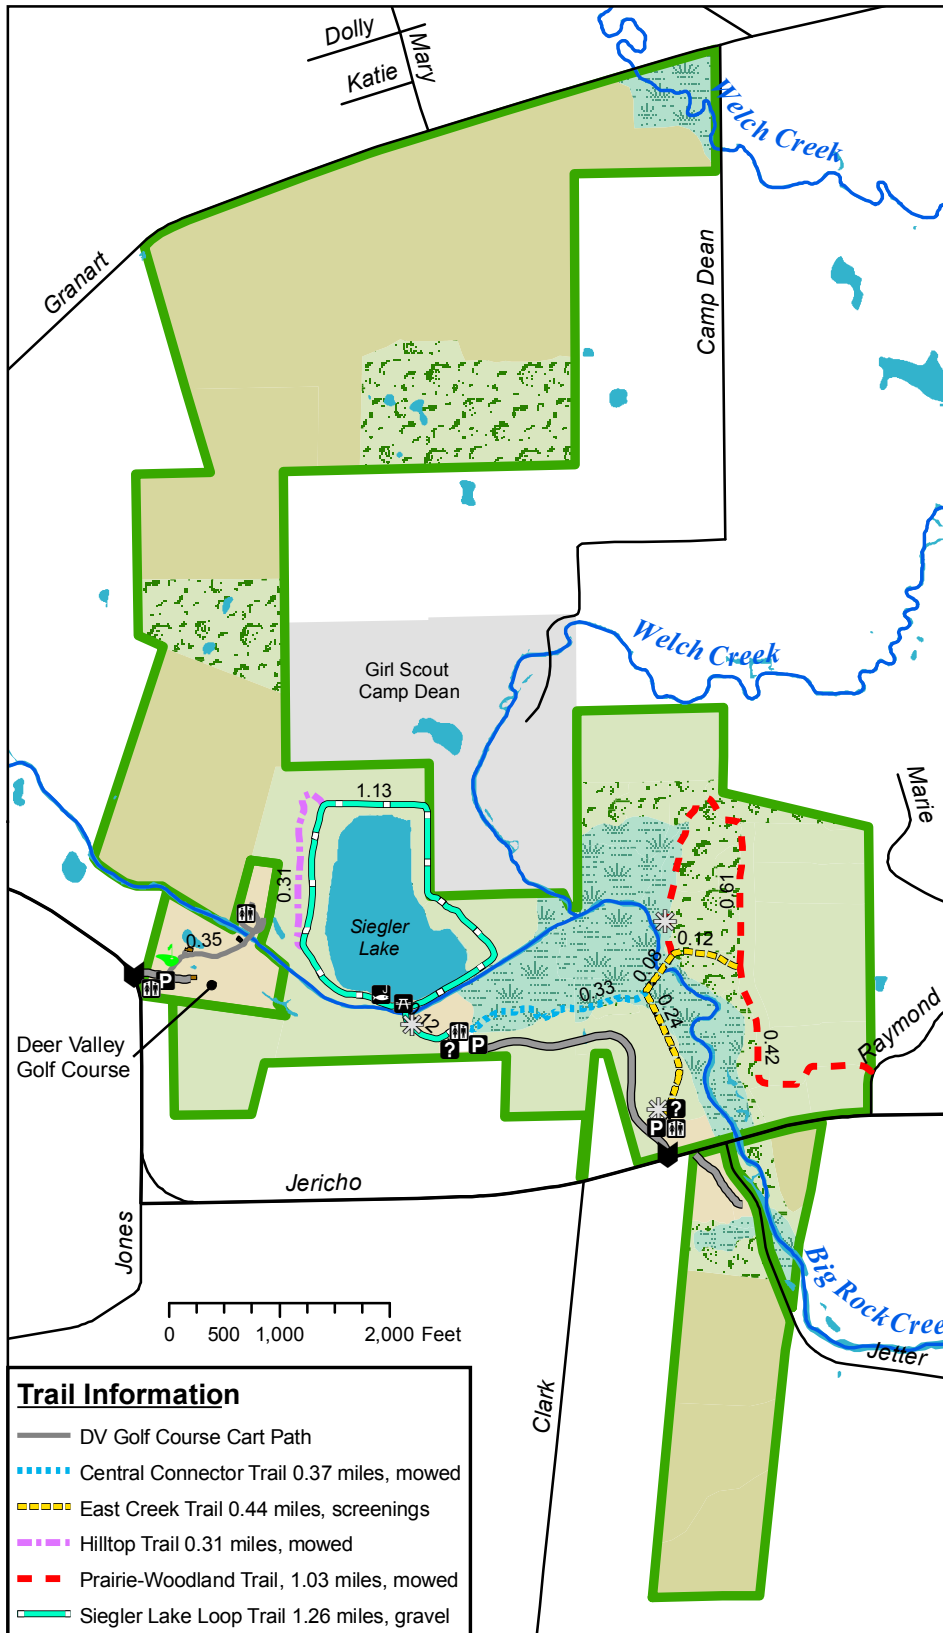 Dolly
Mary
Katie
Welch Creek
Granart
Camp Dean
Girl Scout
Camp Dean
Welch Creek
Marie
1.13
0.31
Siegler
Lake
0.61
0.12
0.35
0.08
0.33
0.24
0.12
0.42
Raymond
P
Deer Valley
Golf Course
?
P
?
P
Jericho
Jones
Big Rock Cree
Jetter
Clark
0 500 1,000 2,000 Feet
Trail Information
DV Golf Course Cart Path
Central Connector Trail 0.37 miles, mowed
East Creek Trail 0.44 miles, screenings
Hilltop Trail 0.31 miles, mowed
Prairie-Woodland Trail, 1.03 miles, mowed
Siegler Lake Loop Trail 1.26 miles, gravel